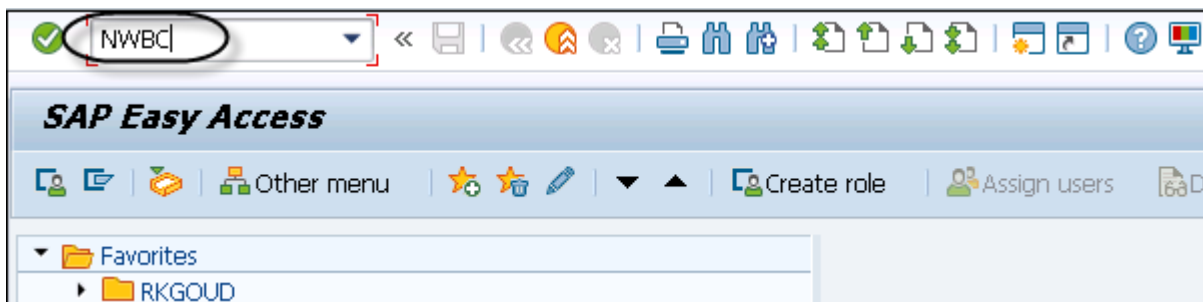 NWBC
SAP Easy Access
Other menu Create role Assign users D
Favorites
RKGOUD